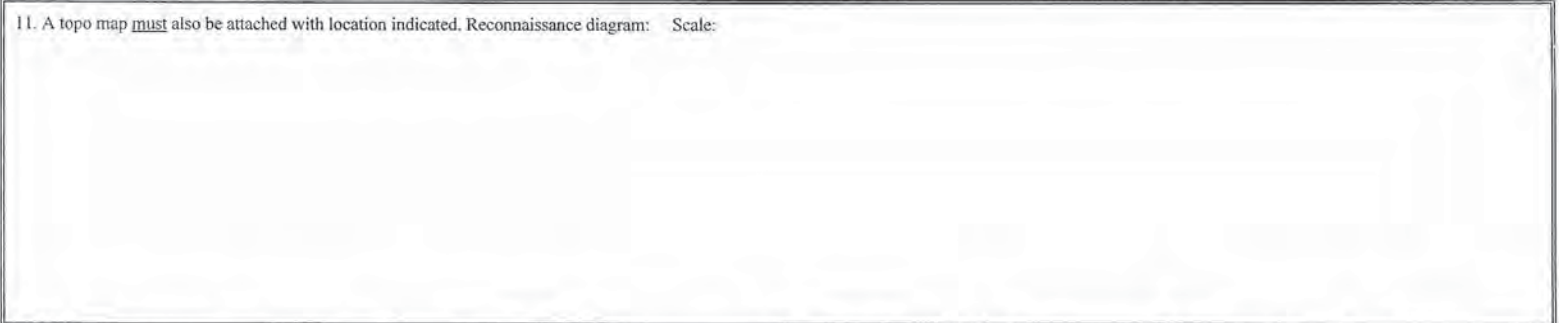 11. A topo map must also be attached with location indicated. Reconnaissance diagram: Scale: